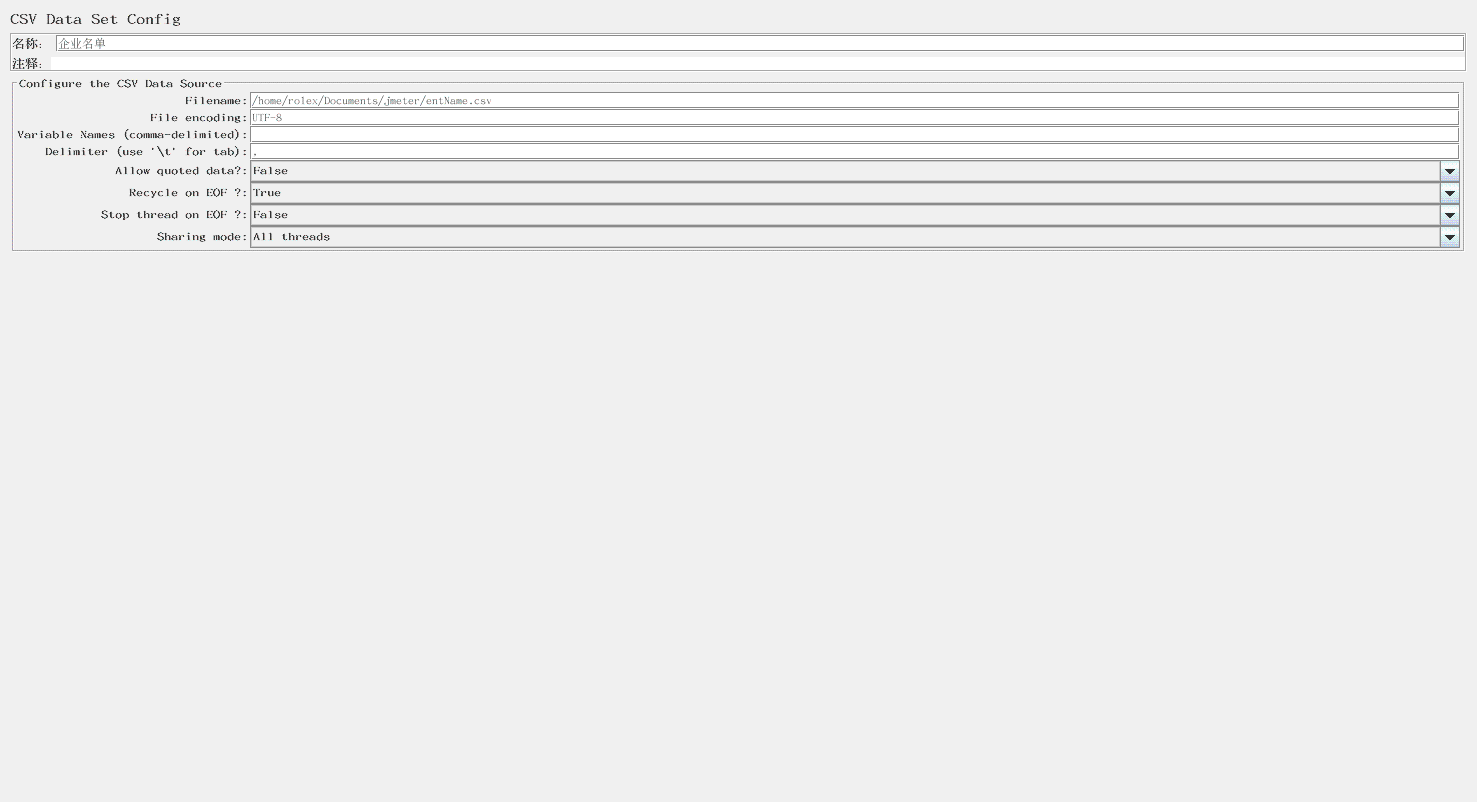 CSV Data Set Config
名称: 企业名单
注释:
Configure the CSV Data Source
Filename: /home/rolex/Documents/jmeter/entName.csv
File encoding: UTF-8
Variable Names (comma-delimited):
Delimiter (use '\t' for tab): ,
Allow quoted data?: False
Recycle on EOF ?: True
Stop thread on EOF ?: False
Sharing mode: All threads